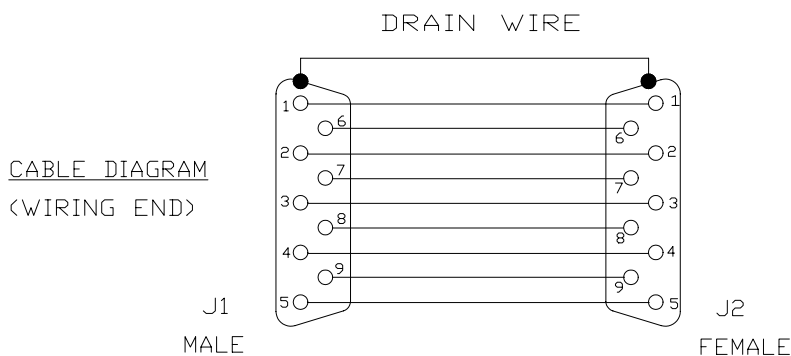 DRAIN WIRE
1 1
6 6
2 2
CABLE DIAGRAM
7 7
(WIRING END)
3 3
8 8
4 4
9 9
5 5
J1 J2
MALE FEMALE